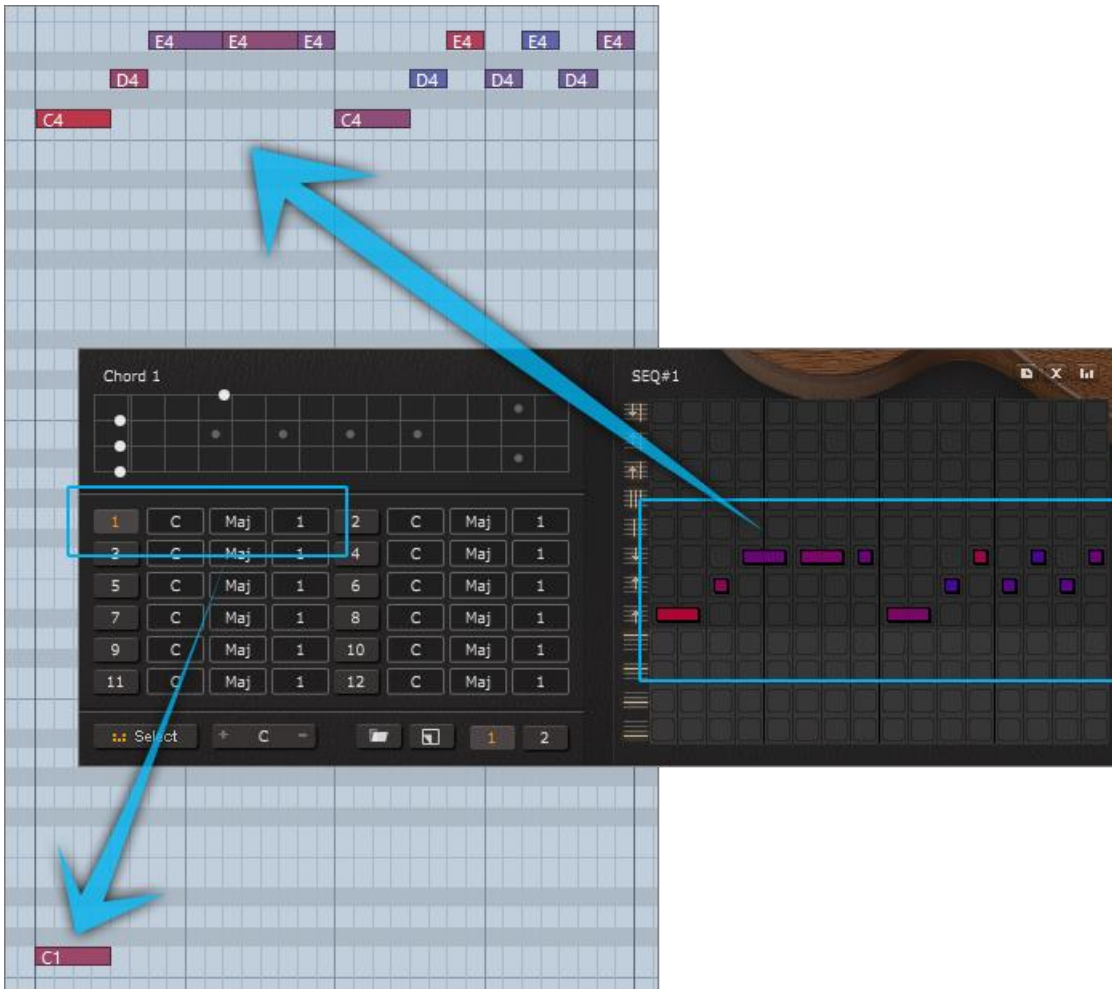 E4 E4 E4 E4 E4 E4
D4 D4 D4 D4
C4 C4
Chord 1
SEQ#1 X
1 C Maj 1 2 C Maj 1
3 C Maj 1 4 C Maj 1
5 C Maj 1 6 C Maj 1
7 C Maj 1 8 C Maj 1
9 C Maj 1 10 C Maj 1
11 C Maj 1 12 C Maj 1
Select + C - 1 2
C1